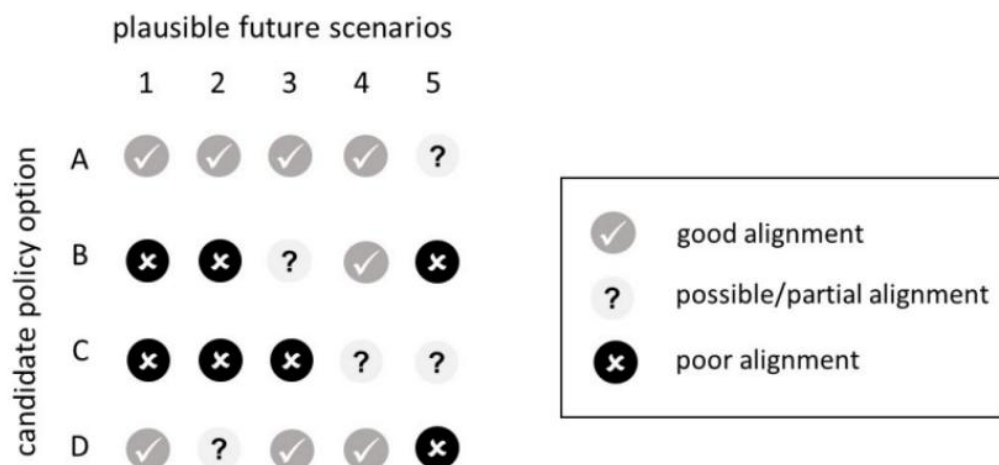 plausible future scenarios
1 2 3 4 5
candidate policy option
A ?
B ?
C ? ?
D ?
good alignment
? possible/partial alignment
poor alignment